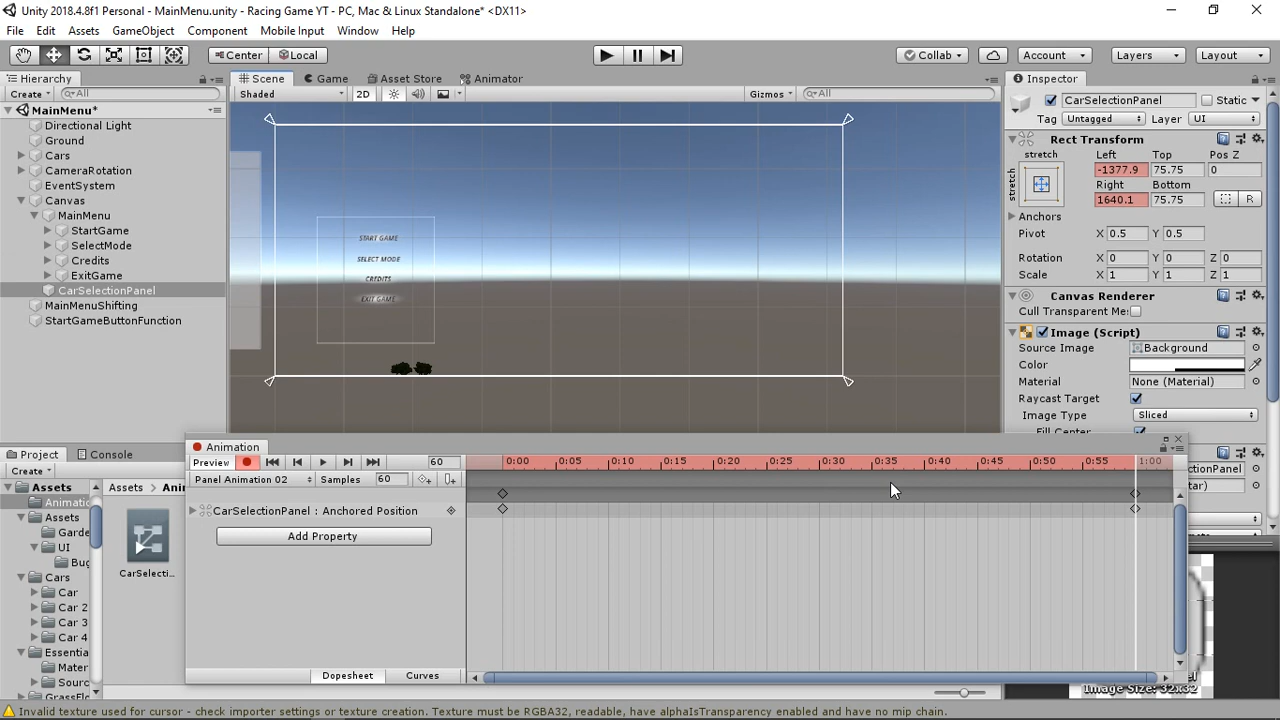 Unity 2018.4.8f1 Personal - MainMenu.unity - Racing Game YT - PC, Mac & Linux Standalone* <DX11>
File Edit Assets GameObject Component Mobile Input Window Help
Center Local Collab Account Layers Layout
Hierarchy Scene Game Asset Store Animator Inspector
Create All Shaded 2D Gizmos All CarSelectionPanel Static
MainMenu*
Tag Untagged Layer UI
Directional Light
Ground
Cars
CameraRotation
EventSystem
Canvas
MainMenu
StartGame
SelectMode
Credits
ExitGame
CarSelectionPanel
MainMenuShifting
StartGameButtonFunction
START GAME
SELECT MODE
CREDITS
EXIT GAME
Rect Transform
stretch Left Top Pos Z
stretch -1377.9 75.75 0
Right Bottom
1640.1 75.75 R
Anchors
Pivot X 0.5 Y 0.5
Rotation X 0 Y 0 Z 0
Scale X 1 Y 1 Z 1
Canvas Renderer
Cull Transparent Me
Image (Script)
Source Image Background
Color
Material None (Material)
Raycast Target
Image Type Sliced
Fill Center
Project Console
Create
Assets
Assets
Garde
UI
Bug
Cars
Car
Car 2
Car 3
Car 4
Essentia
Mater
Sourc
Assets
CarSelecti...
Animation
Preview 60 0:00 0:05 0:10 0:15 0:20 0:25 0:30 0:35 0:40 0:45 0:50 0:55 1:00
Panel Animation 02 Samples 60
CarSelectionPanel : Anchored Position
Add Property
Dopesheet Curves
Image Size: 32x32
Invalid texture used for cursor - check importer settings or texture creation. Texture must be RGBA32, readable, have alphaIsTransparency enabled and have no mip chain.